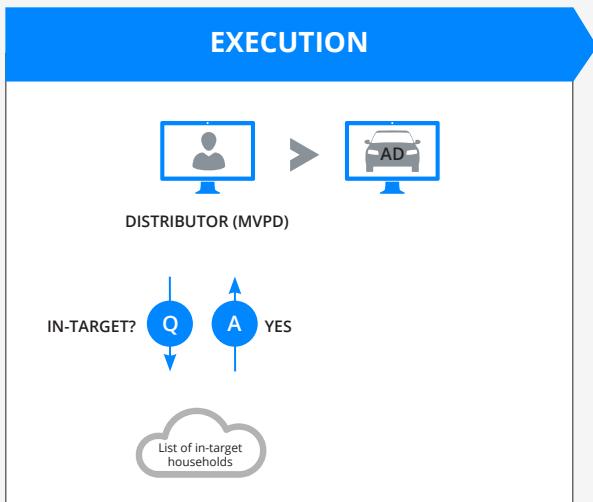 EXECUTION
AD
DISTRIBUTOR (MVPD)
IN-TARGET? Q A YES
List of in-target
households